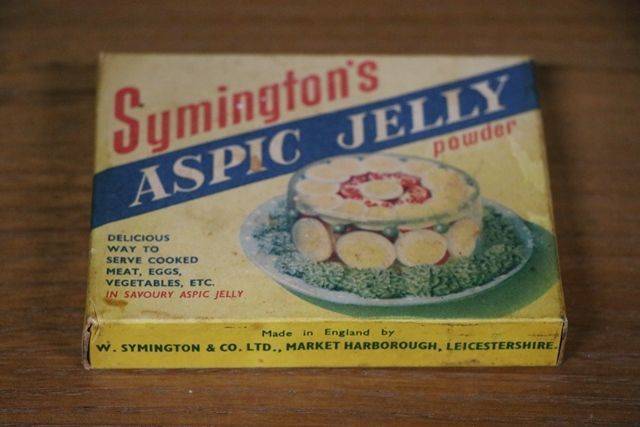 Symington's
ASPIC JELLY
powder
DELICIOUS
WAY TO
SERVE COOKED
MEAT, EGGS,
VEGETABLES, ETC.
IN SAVOURY ASPIC JELLY
Made in England by
W. SYMINGTON & CO. LTD., MARKET HARBOROUGH, LEICESTERSHIRE.